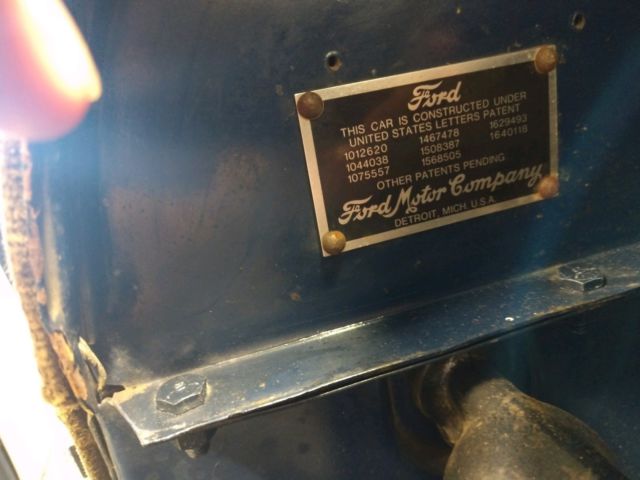 Ford
THIS CAR IS CONSTRUCTED UNDER
UNITED STATES LETTERS PATENT
1012620 1467478 1629493
1044038 1508387 1640118
1075557 1568505
OTHER PATENTS PENDING
Ford Motor Company
DETROIT, MICH. U.S.A.